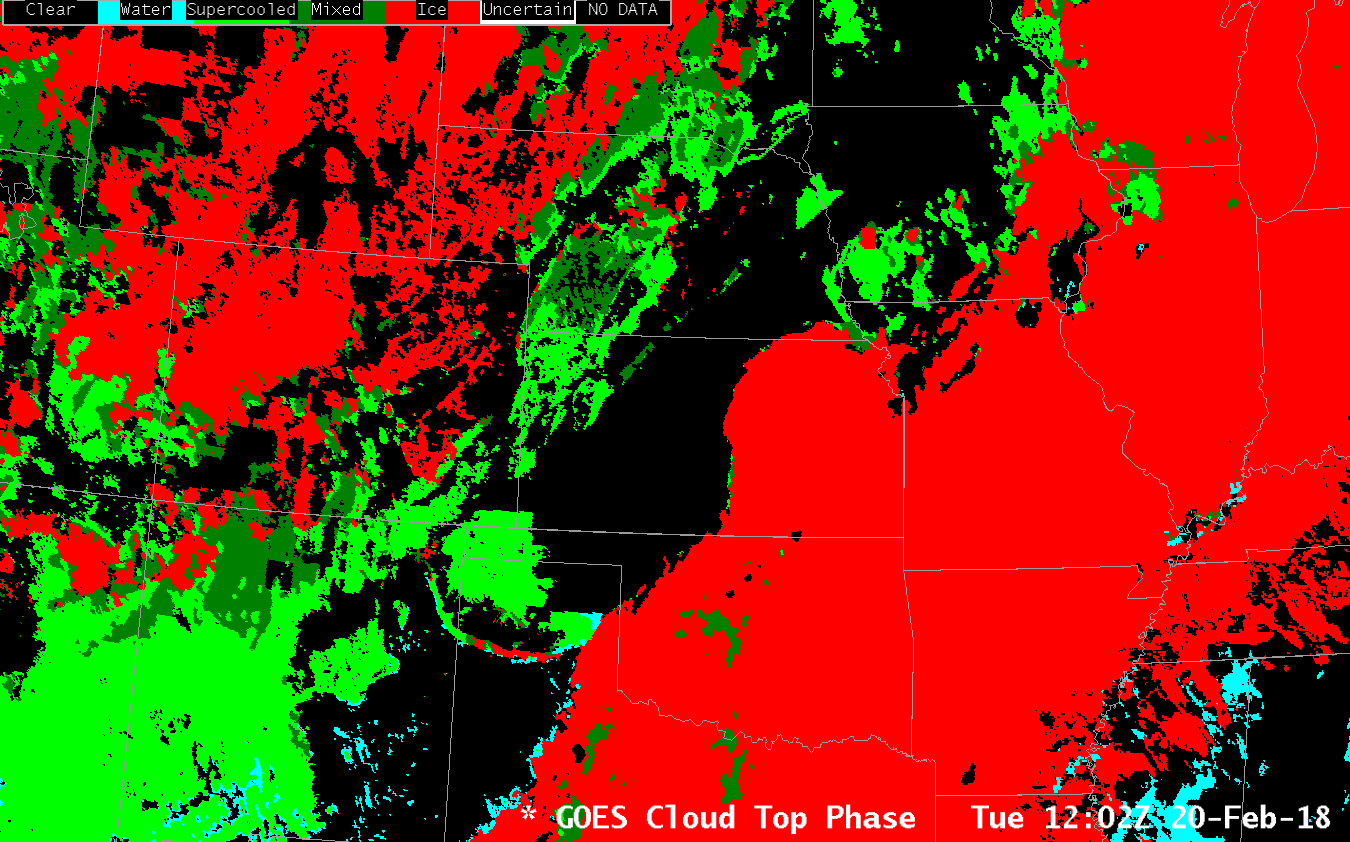 Clear Water Supercooled Mixed Ice Uncertain NO DATA
* GOES Cloud Top Phase Tue 12:02Z 20-Feb-18